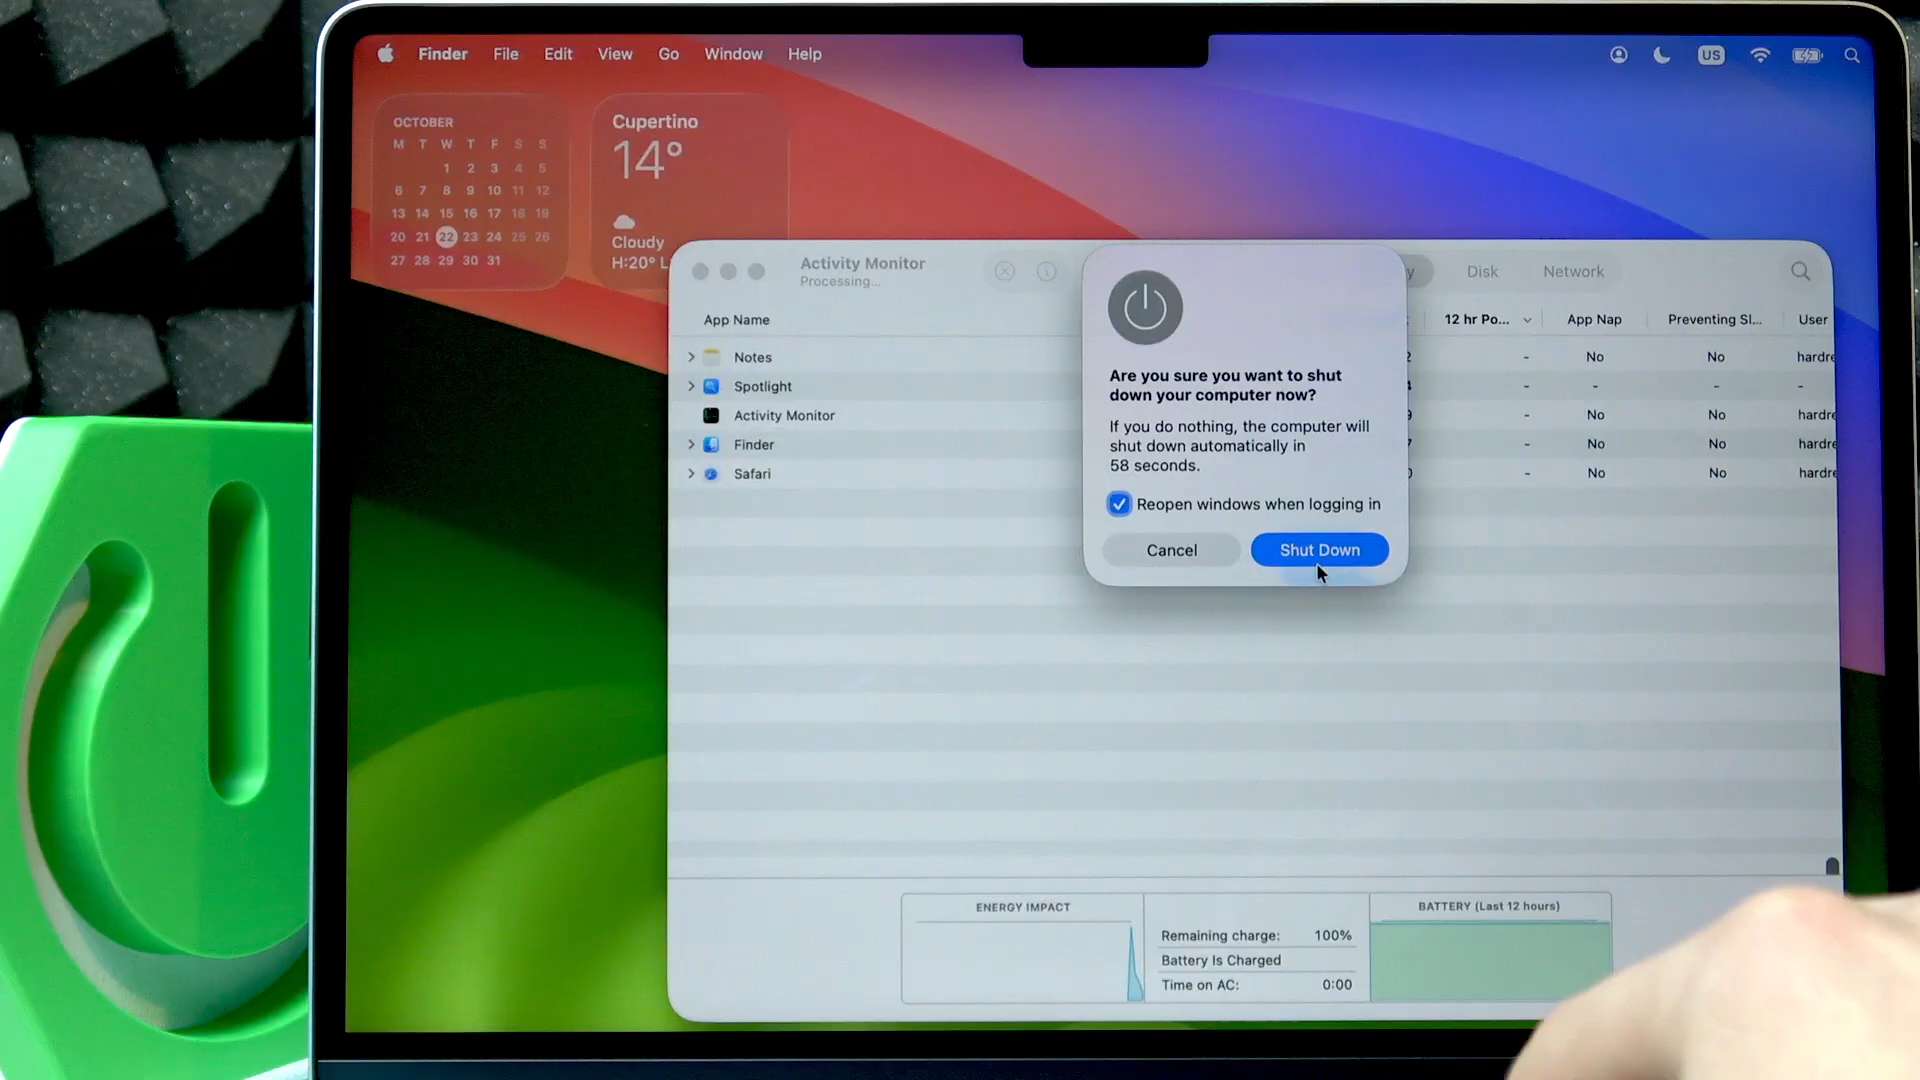 Finder File Edit View Go Window Help
US
OCTOBER
M T W T F S S
1 2 3 4 5
6 7 8 9 10 11 12
13 14 15 16 17 18 19
20 21 22 23 24 25 26
27 28 29 30 31
Cupertino
14°
Cloudy
H:20°
Activity Monitor
Processing...
Disk
Network
App Name
12 hr Po...
App Nap
Preventing Sl...
User
Notes
- No No hardre
Spotlight
- - - -
Activity Monitor
- No No hardre
Finder
- No No hardre
Safari
- No No hardre
Are you sure you want to shut
down your computer now?
If you do nothing, the computer will
shut down automatically in
58 seconds.
Reopen windows when logging in
Cancel
Shut Down
ENERGY IMPACT
Remaining charge: 100%
Battery Is Charged
Time on AC: 0:00
BATTERY (Last 12 hours)